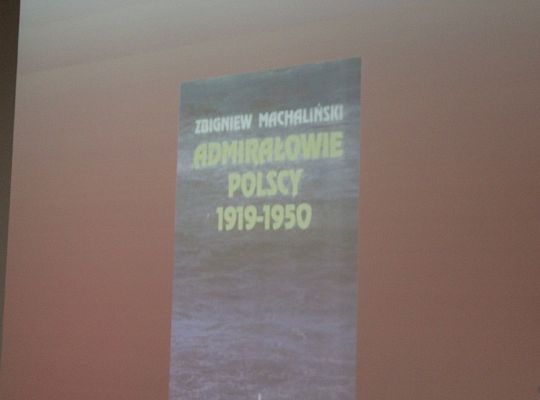 ZBIGNIEW MACHALIŃSKI
ADMIRAŁOWIE
POLSCY
1919-1950